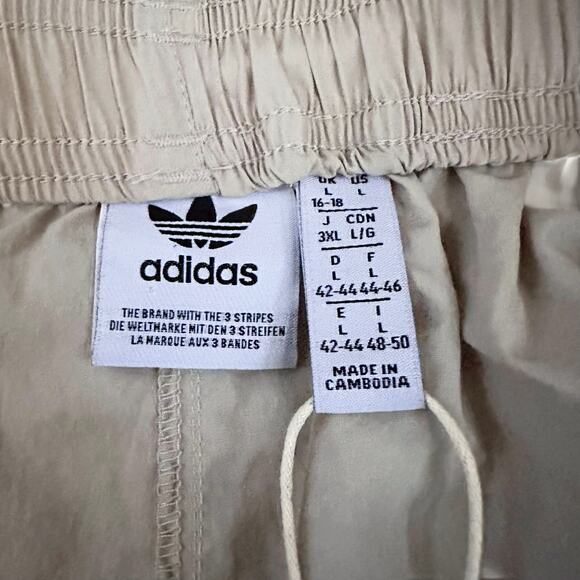 adidas
THE BRAND WITH THE 3 STRIPES
DIE WELTMARKE MIT DEN 3 STREIFEN
LA MARQUE AUX 3 BANDES
UK US
L L
16-18
J CDN
3XL L/G
D F
L L
42-44 44-46
E I
L L
42-44 48-50
MADE IN
CAMBODIA